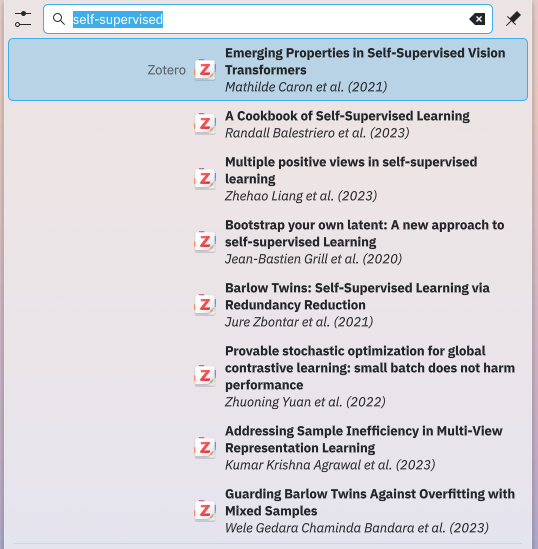 self-supervised
Zotero
Emerging Properties in Self-Supervised Vision
Transformers
Mathilde Caron et al. (2021)
A Cookbook of Self-Supervised Learning
Randall Balestriero et al. (2023)
Multiple positive views in self-supervised
learning
Zhehao Liang et al. (2023)
Bootstrap your own latent: A new approach to
self-supervised Learning
Jean-Bastien Grill et al. (2020)
Barlow Twins: Self-Supervised Learning via
Redundancy Reduction
Jure Zbontar et al. (2021)
Provable stochastic optimization for global
contrastive learning: small batch does not harm
performance
Zhuoning Yuan et al. (2022)
Addressing Sample Inefficiency in Multi-View
Representation Learning
Kumar Krishna Agrawal et al. (2023)
Guarding Barlow Twins Against Overfitting with
Mixed Samples
Wele Gedara Chaminda Bandara et al. (2023)